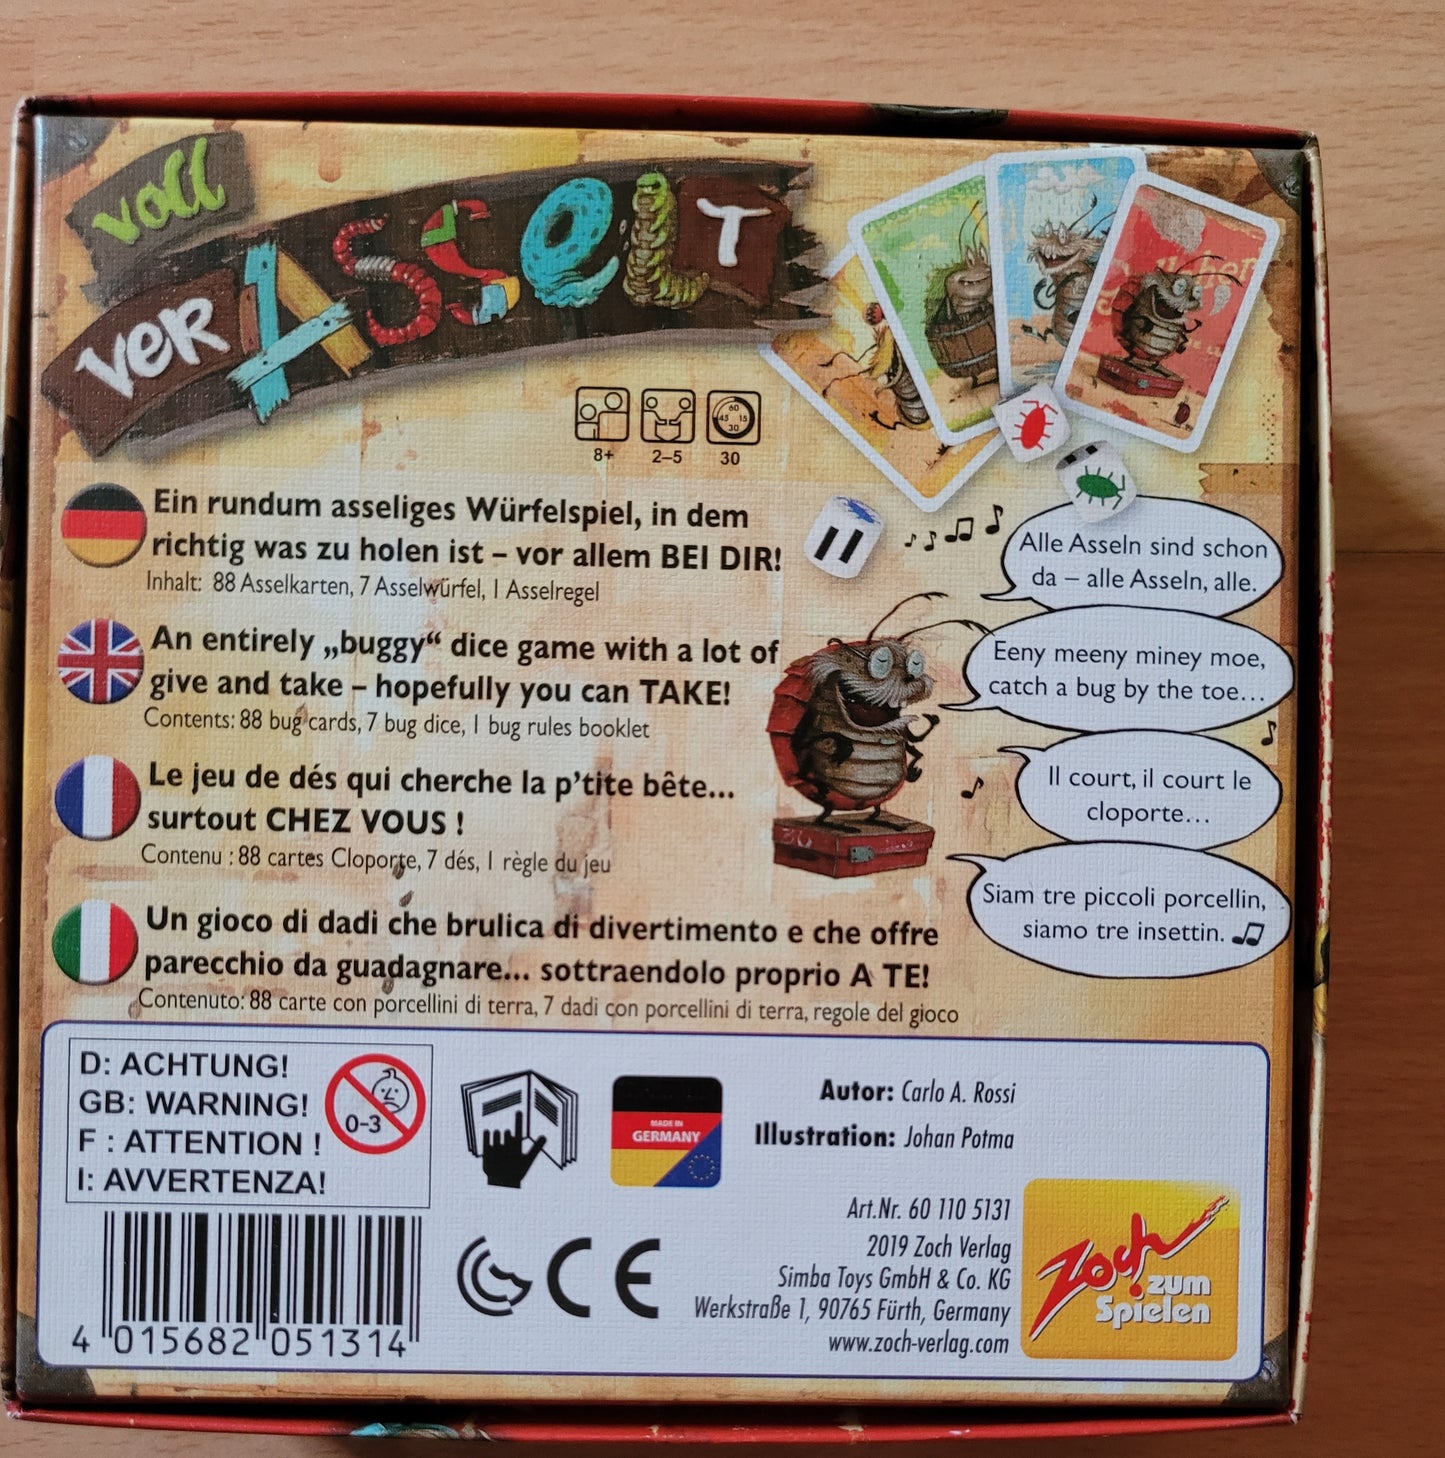 voll
verAsselt
8+
2–5
60
45 15
30
30
Ein rundum asseliges Würfelspiel, in dem
richtig was zu holen ist – vor allem BEI DIR!
Inhalt: 88 Asselkarten, 7 Asselwürfel, 1 Asselregel
An entirely „buggy“ dice game with a lot of
give and take – hopefully you can TAKE!
Contents: 88 bug cards, 7 bug dice, 1 bug rules booklet
Le jeu de dés qui cherche la p’tite bête...
surtout CHEZ VOUS !
Contenu : 88 cartes Cloporte, 7 dés, 1 règle du jeu
Un gioco di dadi che brulica di divertimento e che offre
parecchio da guadagnare... sottraendolo proprio A TE!
Contenuto: 88 carte con porcellini di terra, 7 dadi con porcellini di terra, regole del gioco
Alle Asseln sind schon
da – alle Asseln, alle.
Eeny meeny miney moe,
catch a bug by the toe...
Il court, il court le
cloporte...
Siam tre piccoli porcellin,
siamo tre insettin.
D: ACHTUNG!
GB: WARNING!
F : ATTENTION !
I: AVVERTENZA!
0-3
MADE IN
GERMANY
Autor: Carlo A. Rossi
Illustration: Johan Potma
Art.Nr. 60 110 5131
2019 Zoch Verlag
Simba Toys GmbH & Co. KG
Werkstraße 1, 90765 Fürth, Germany
www.zoch-verlag.com
Zoch
zum
Spielen
CE
4 015682 051314